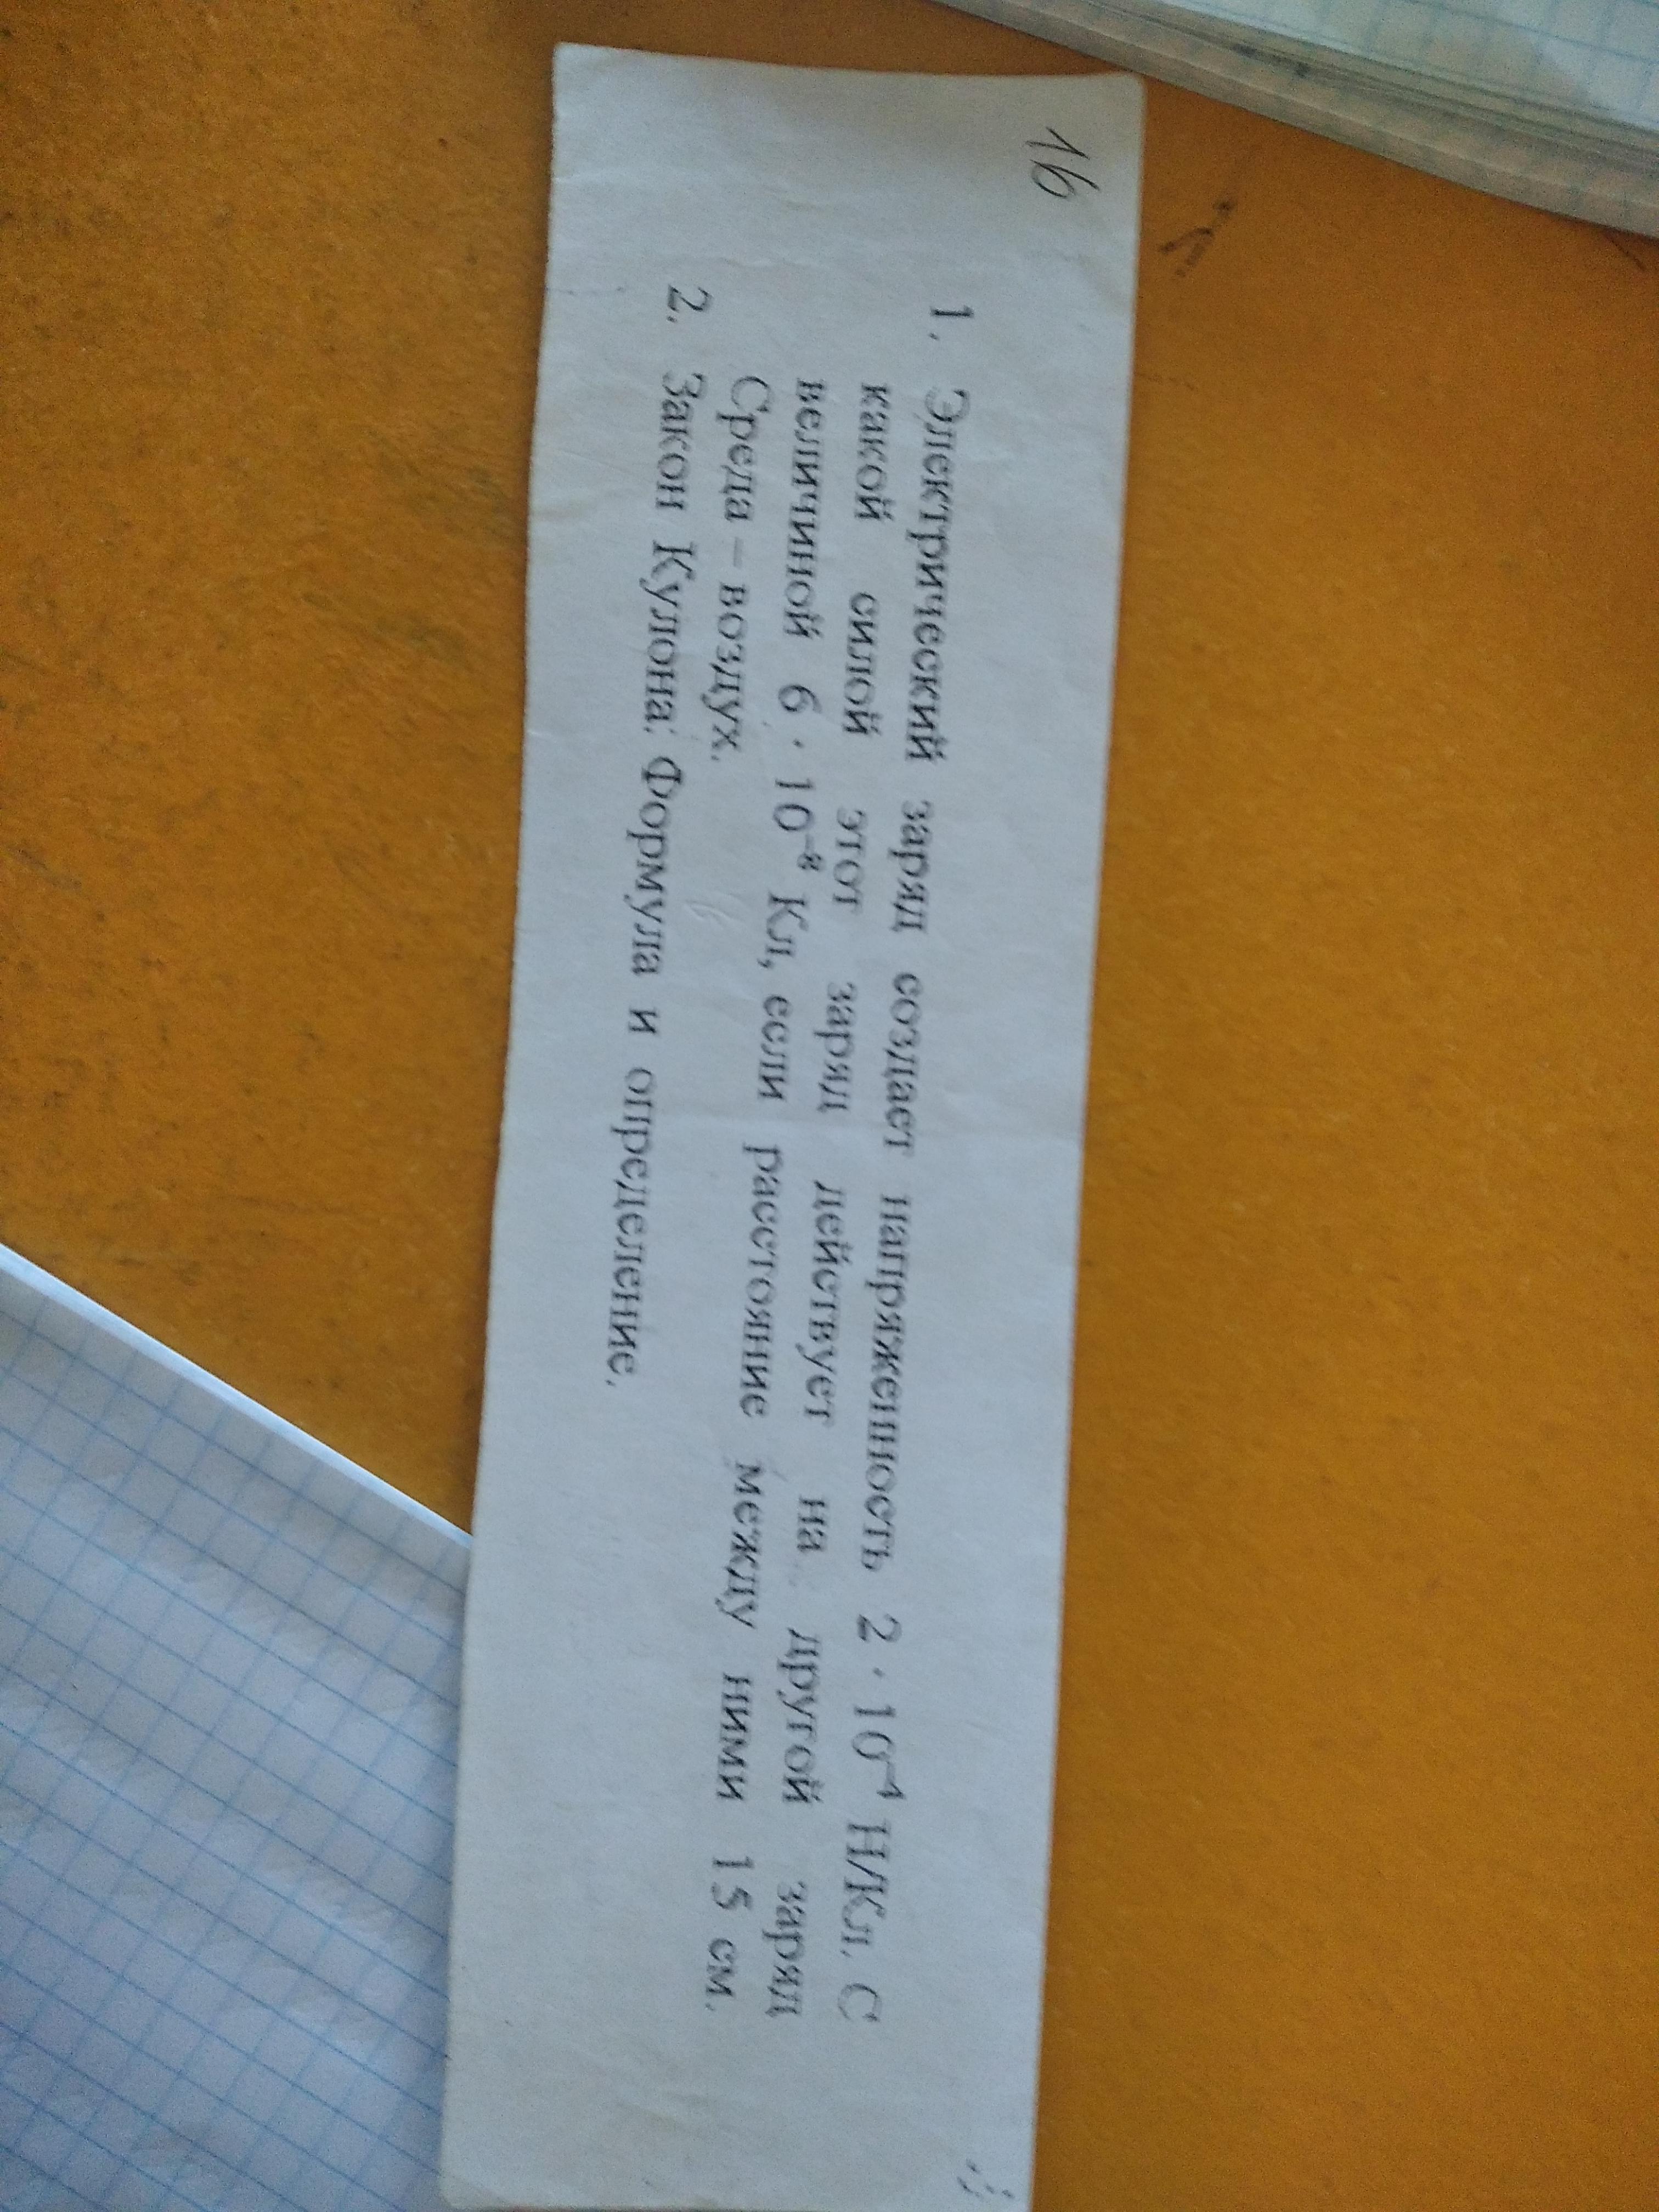 16
1. Электрический заряд создает напряженность 2 · 10⁻⁴ Н/Кл. С
какой силой этот заряд действует на другой заряд
величиной 6 · 10⁻⁸ Кл, если расстояние между ними 15 см.
Среда – воздух.
2. Закон Кулона: Формула и определение.